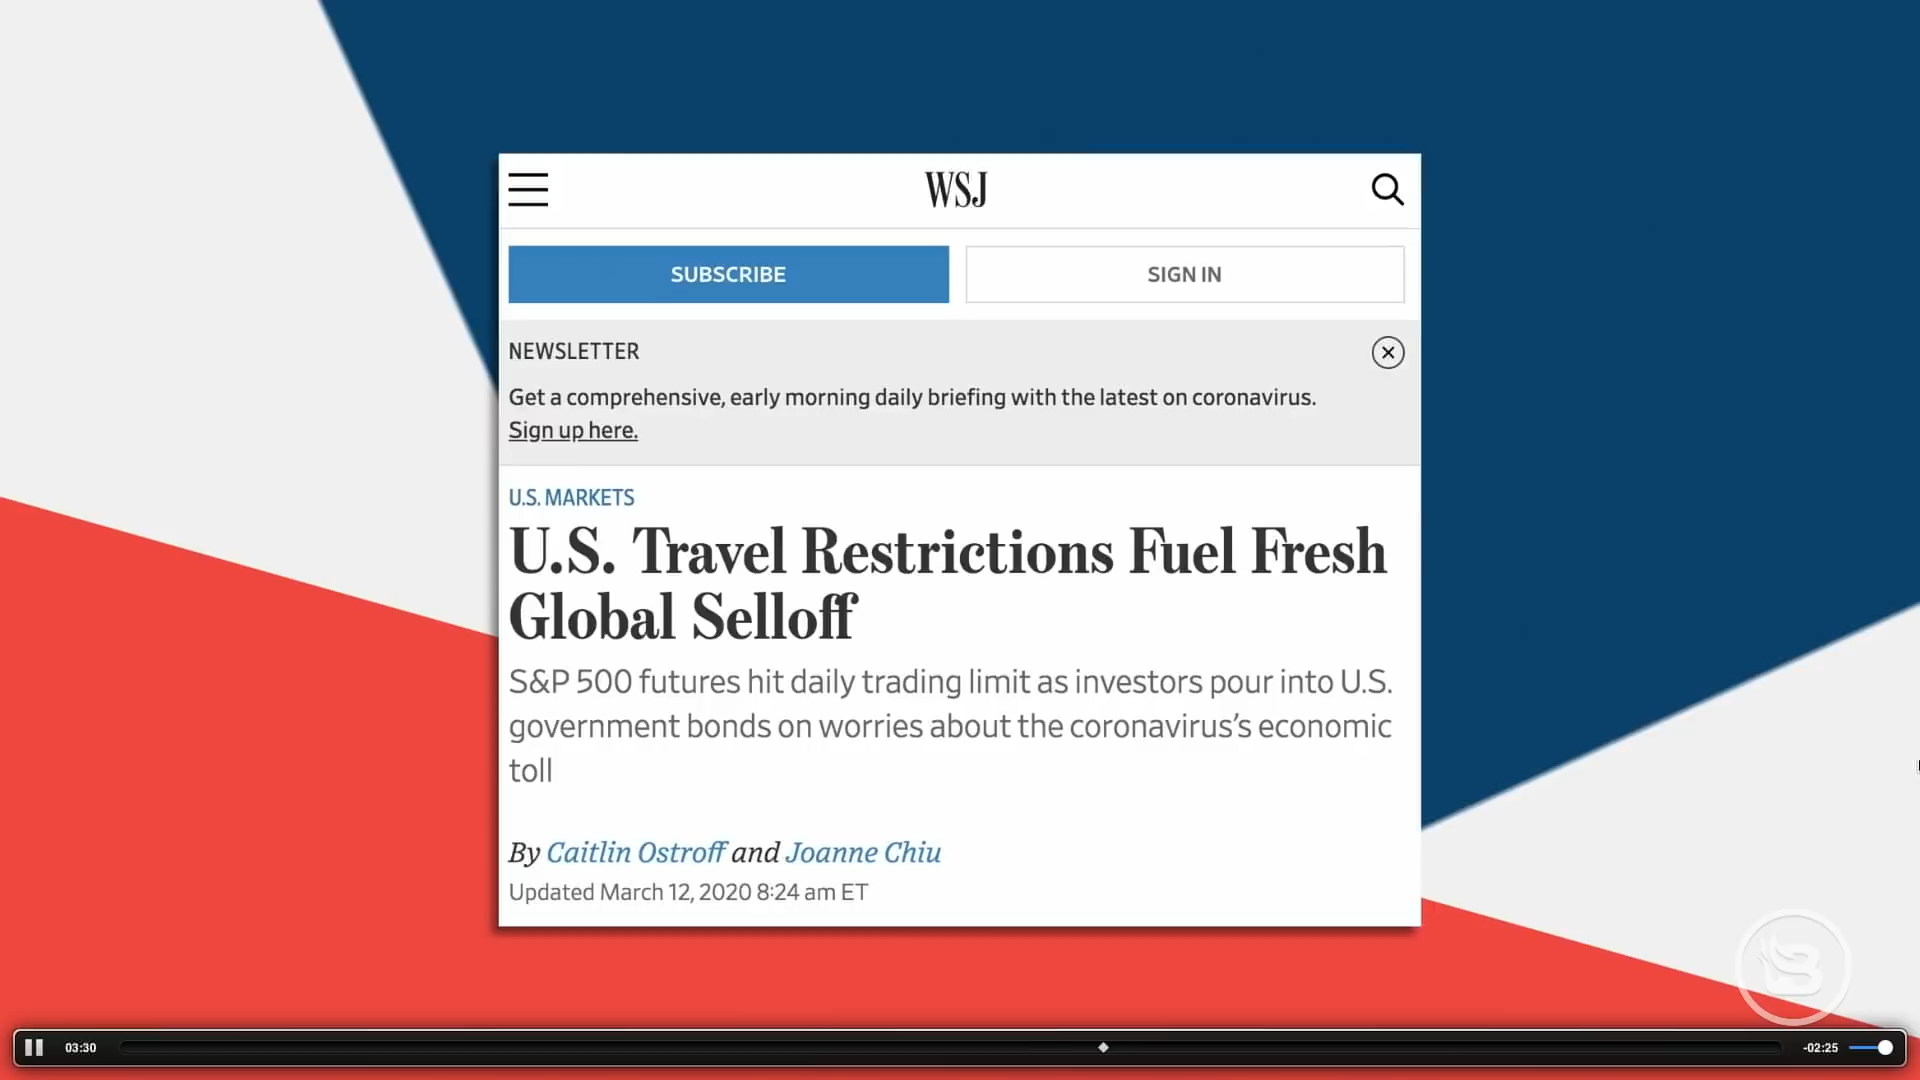 WSJ
SUBSCRIBE
SIGN IN
NEWSLETTER
Get a comprehensive, early morning daily briefing with the latest on coronavirus.
Sign up here.
U.S. MARKETS
U.S. Travel Restrictions Fuel Fresh
Global Selloff
S&P 500 futures hit daily trading limit as investors pour into U.S.
government bonds on worries about the coronavirus’s economic
toll
By Caitlin Ostroff and Joanne Chiu
Updated March 12, 2020 8:24 am ET
B
03:30
-02:25